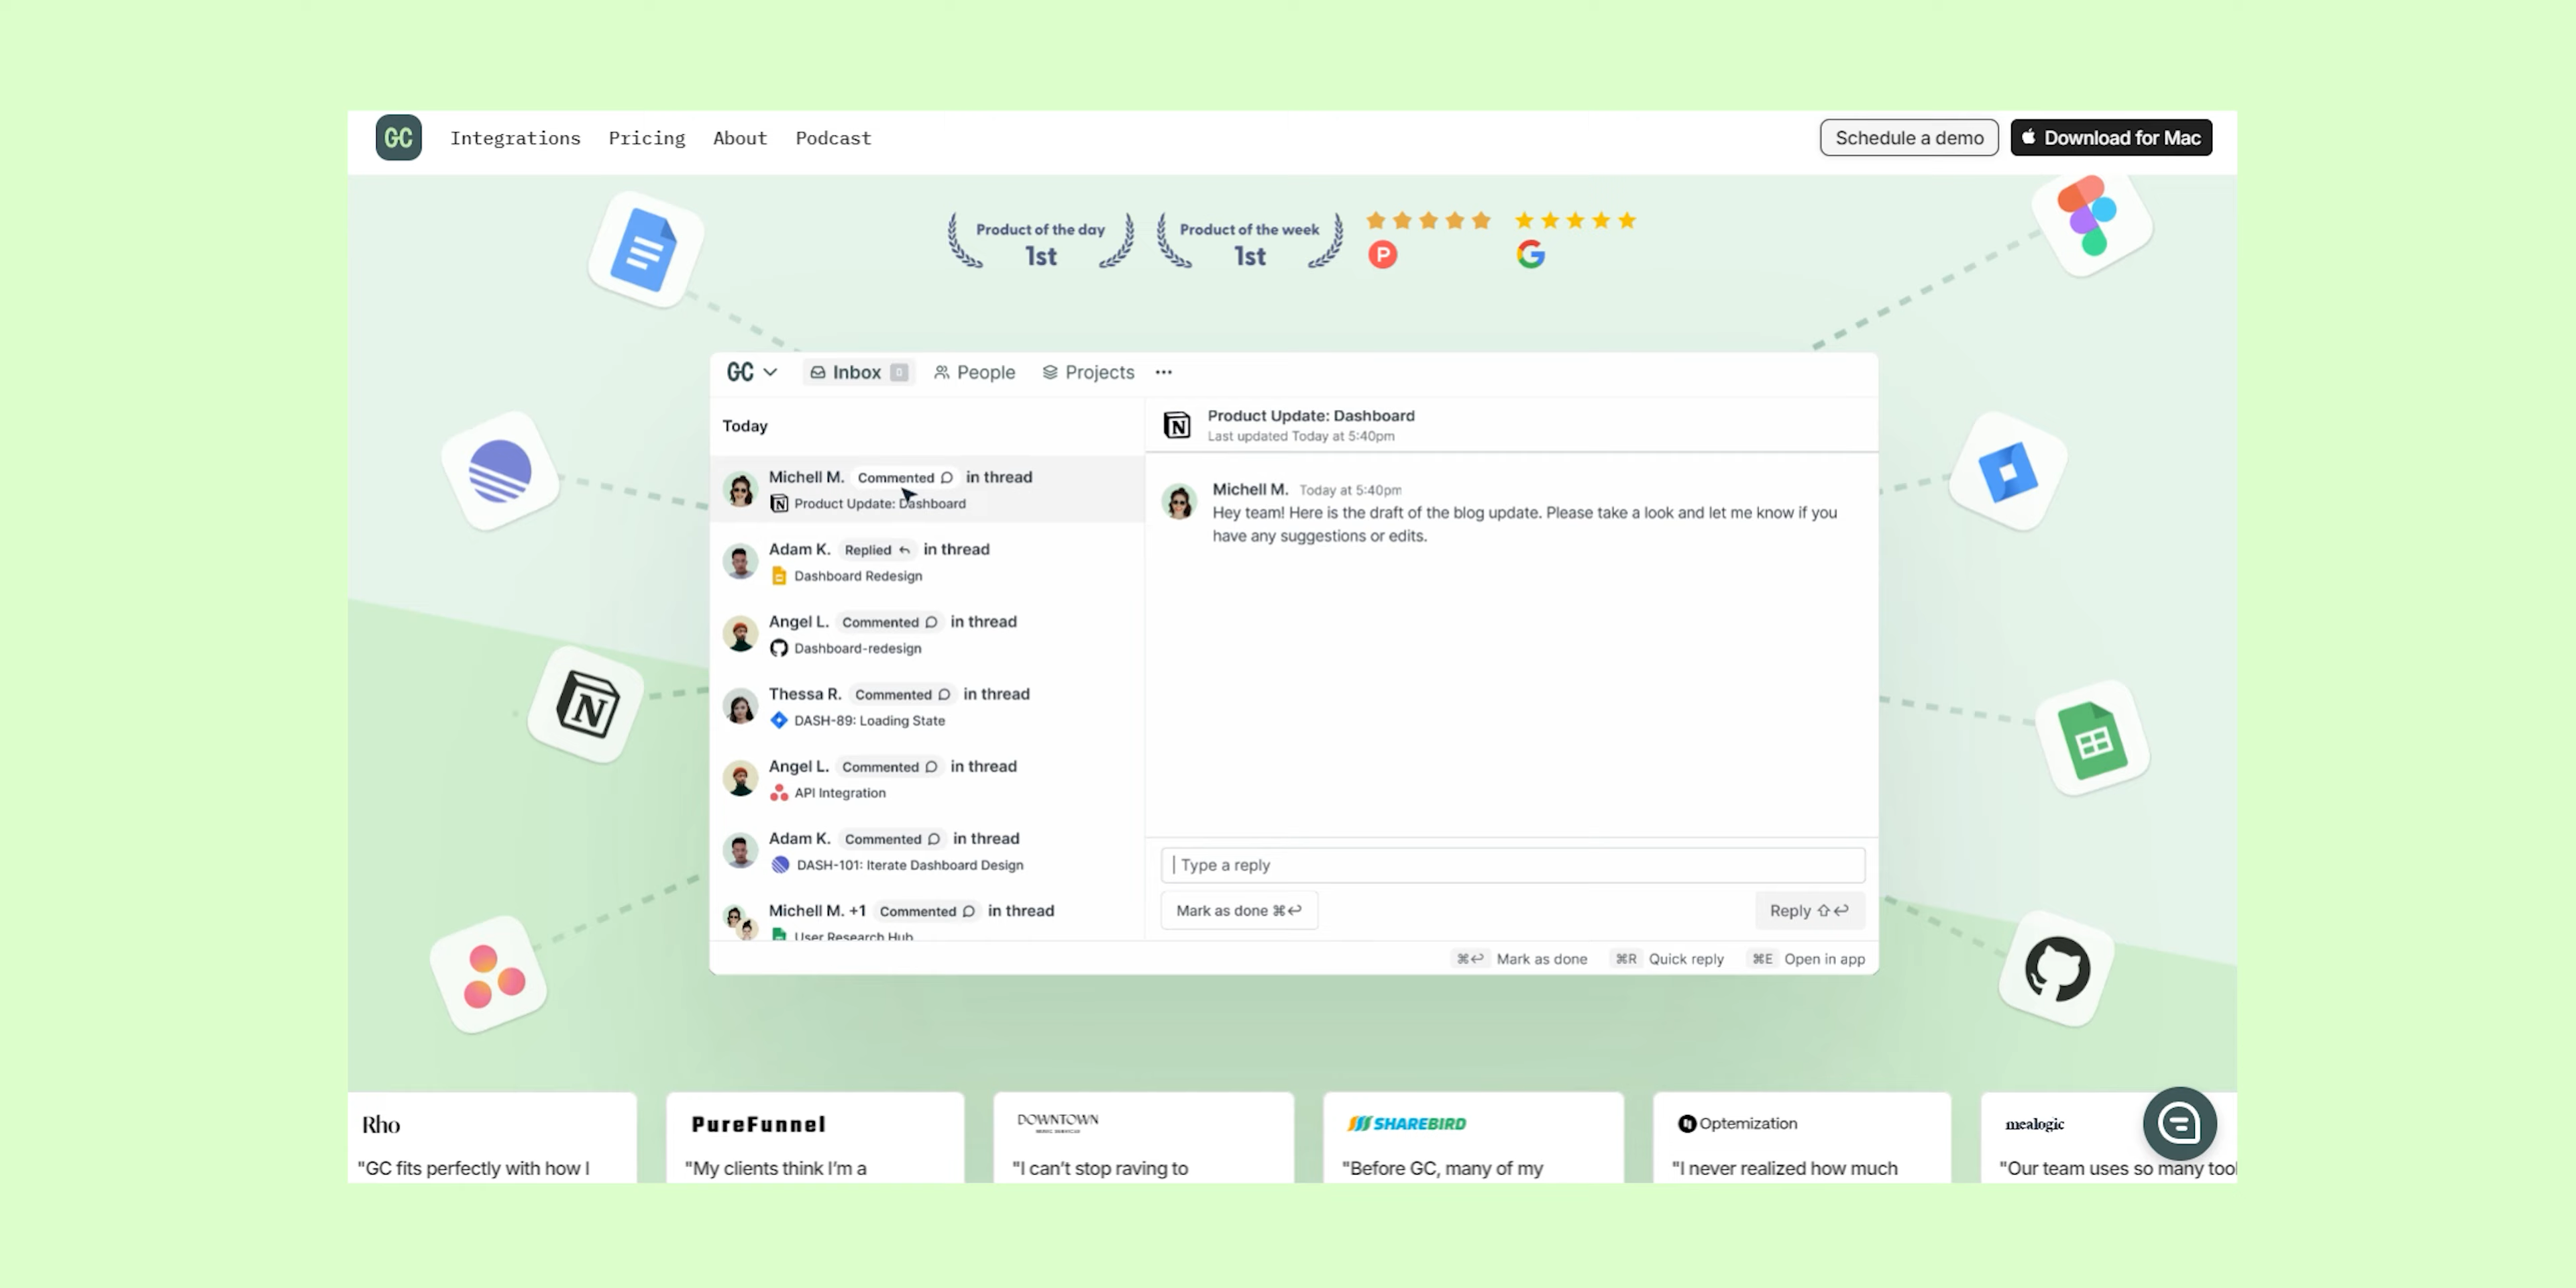 GC Integrations Pricing About Podcast Schedule a demo Download for Mac
Product of the day
1st
Product of the week
1st
P
G
GC Inbox 0 People Projects ···
Today
Michell M. Commented in thread
N Product Update: Dashboard
Adam K. Replied in thread
Dashboard Redesign
Angel L. Commented in thread
Dashboard-redesign
Thessa R. Commented in thread
DASH-89: Loading State
Angel L. Commented in thread
API Integration
Adam K. Commented in thread
DASH-101: Iterate Dashboard Design
Michell M. +1 Commented in thread
User Research Hub
N Product Update: Dashboard
Last updated Today at 5:40pm
Michell M. Today at 5:40pm
Hey team! Here is the draft of the blog update. Please take a look and let me know if you
have any suggestions or edits.
Type a reply
Mark as done ⌘↩ Reply ⇧↩
⌘↩ Mark as done ⌘R Quick reply ⌘E Open in app
N
Rho
"GC fits perfectly with how I
PureFunnel
"My clients think I'm a
DOWNTOWN
"I can't stop raving to
SHAREBIRD
"Before GC, many of my
Optemization
"I never realized how much
mealogic
"Our team uses so many tool